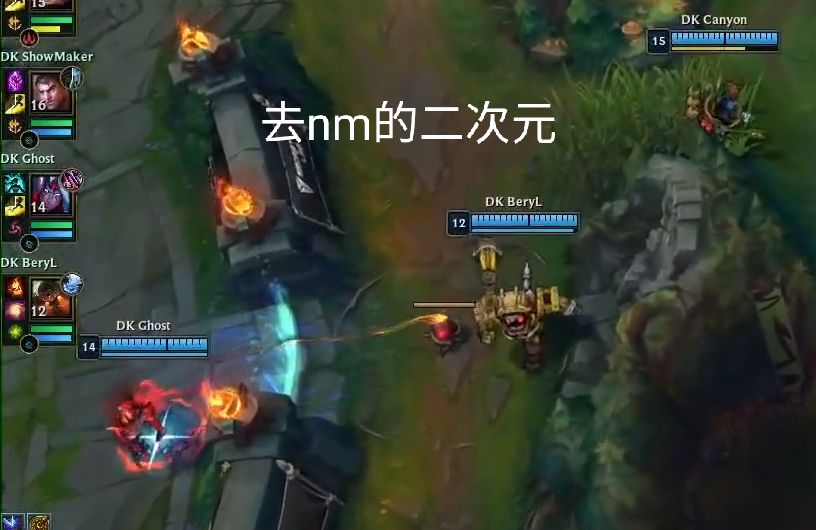 15
DK Canyon
15
DK ShowMaker
16
去nm的二次元
DK Ghost
14
DK BeryL
12
DK BeryL
12
DK Ghost
14